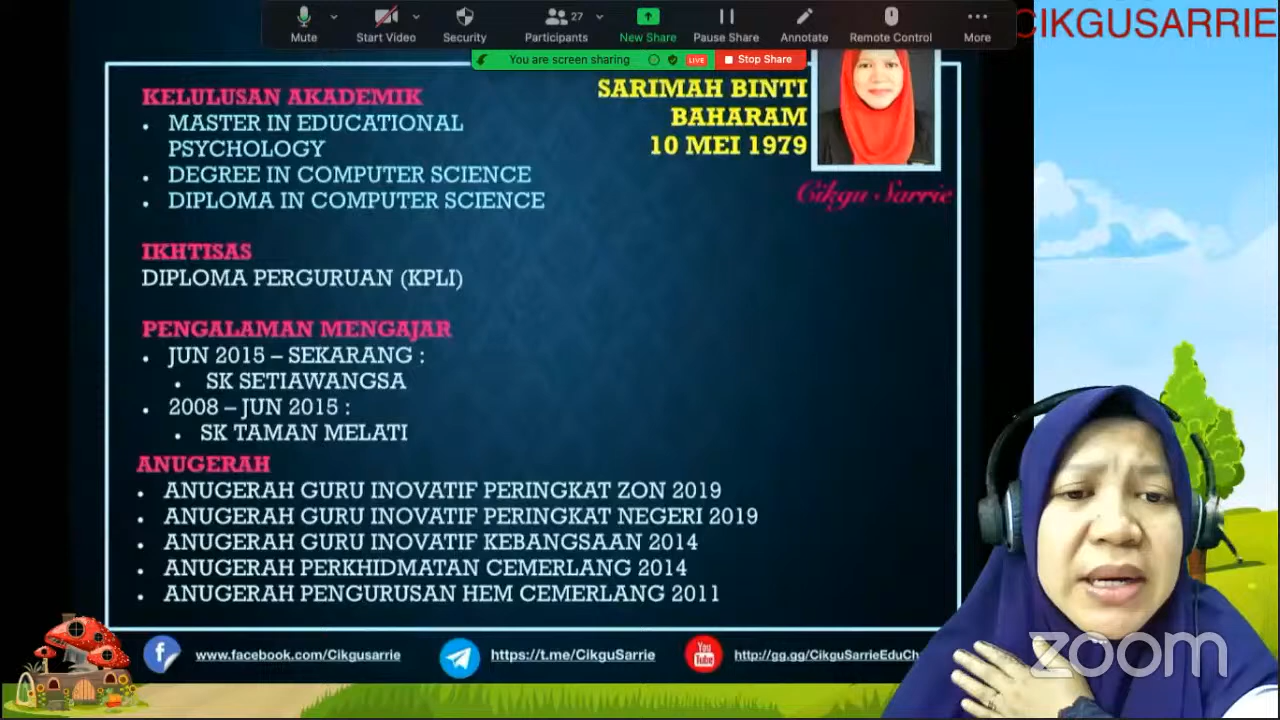 27
Mute
Start Video
Security
Participants
New Share
Pause Share
Annotate
Remote Control
More
CIKGUSARRIE
You are screen sharing
LIVE
Stop Share
SARIMAH BINTI
BAHARAM
10 MEI 1979
Cikgu Sarrie
KELULUSAN AKADEMIK
• MASTER IN EDUCATIONAL
PSYCHOLOGY
• DEGREE IN COMPUTER SCIENCE
• DIPLOMA IN COMPUTER SCIENCE
IKHTISAS
DIPLOMA PERGURUAN (KPLI)
PENGALAMAN MENGAJAR
• JUN 2015 – SEKARANG :
• SK SETIAWANGSA
• 2008 – JUN 2015 :
• SK TAMAN MELATI
ANUGERAH
• ANUGERAH GURU INOVATIF PERINGKAT ZON 2019
• ANUGERAH GURU INOVATIF PERINGKAT NEGERI 2019
• ANUGERAH GURU INOVATIF KEBANGSAAN 2014
• ANUGERAH PERKHIDMATAN CEMERLANG 2014
• ANUGERAH PENGURUSAN HEM CEMERLANG 2011
www.facebook.com/Cikgusarrie
https://t.me/CikguSarrie
You Tube
http://gg.gg/CikguSarrieEduCh
zoom